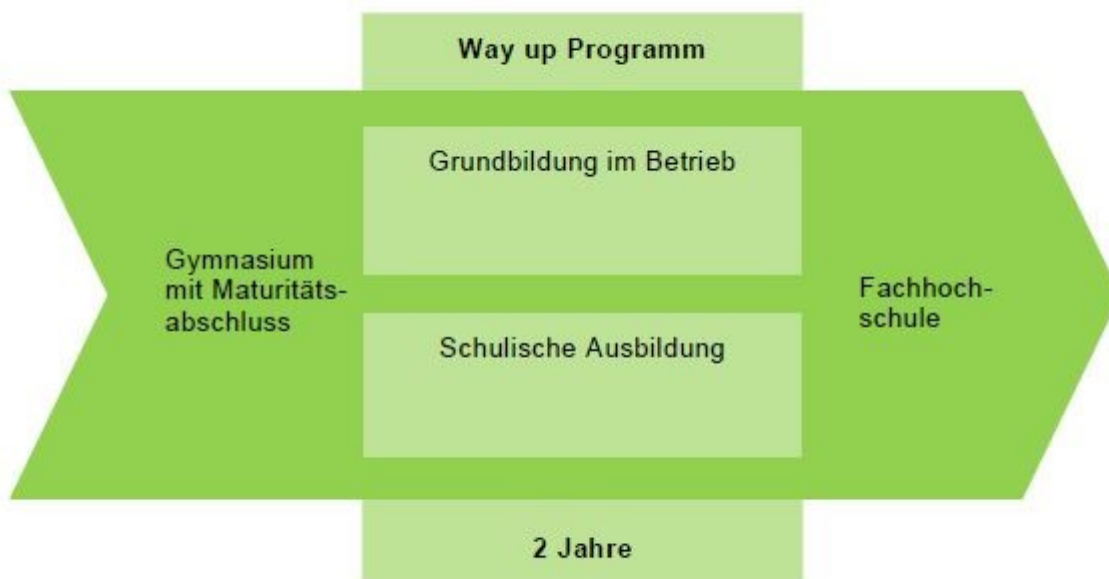 Way up Programm
Grundbildung im Betrieb
Gymnasium
mit Maturitäts-
abschluss
Schulische Ausbildung
Fachhoch-
schule
2 Jahre